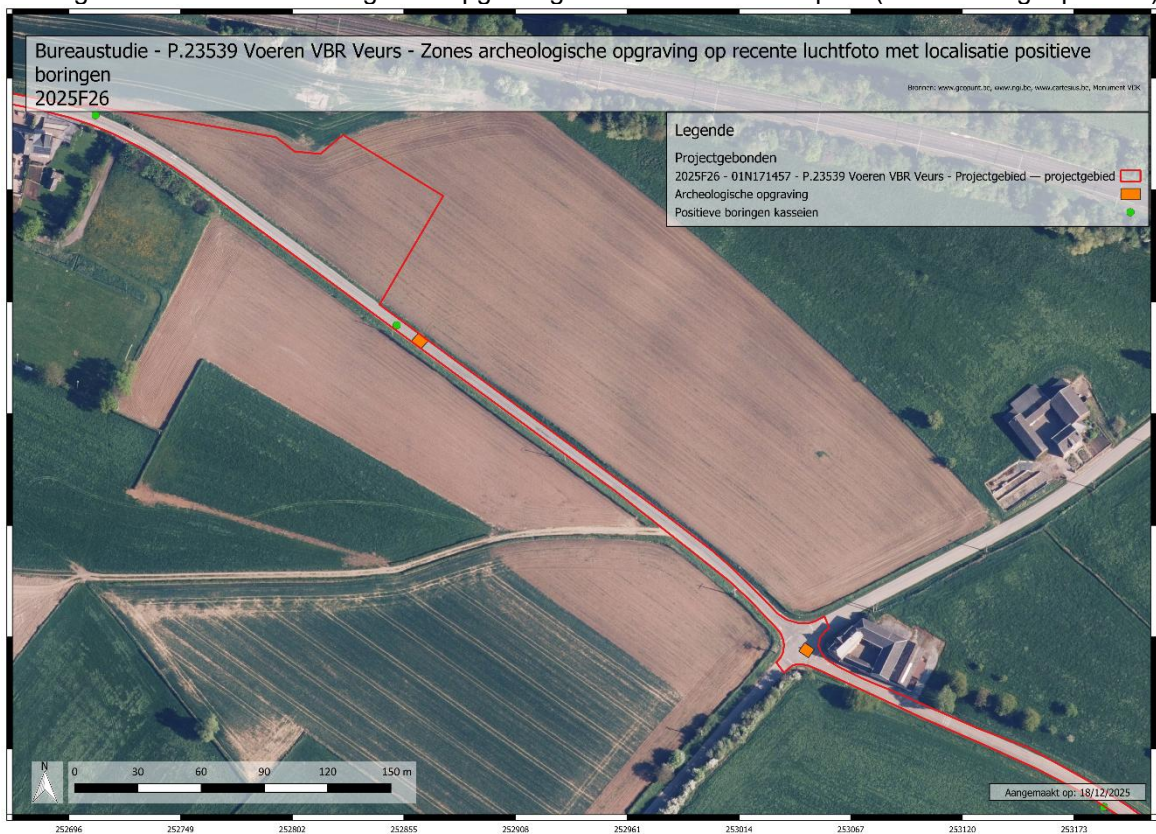 Bureaustudie - P.23539 Voeren VBR Veurs - Zones archeologische opgraving op recente luchtfoto met localisatie positieve
boringen
2025F26
Bronnen: www.geopunt.be, www.ngi.be, www.cartesius.be, Monument VDK
Legende
Projectgebonden
2025F26 - 01N171457 - P.23539 Voeren VBR Veurs - Projectgebied — projectgebied
Archeologische opgraving
Positieve boringen kasseien
N
0 30 60 90 120 150 m
Aangemaakt op: 18/12/2025
252696 252749 252802 252855 252908 252961 253014 253067 253120 253173